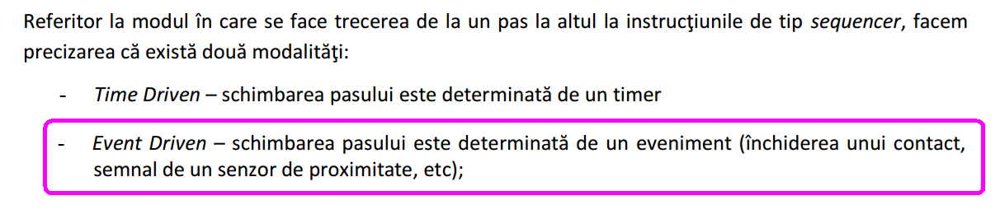 Referitor la modul în care se face trecerea de la un pas la altul la instrucţiunile de tip sequencer, facem
precizarea că există două modalităţi:
- Time Driven – schimbarea pasului este determinată de un timer
- Event Driven – schimbarea pasului este determinată de un eveniment (închiderea unui contact,
semnal de un senzor de proximitate, etc);